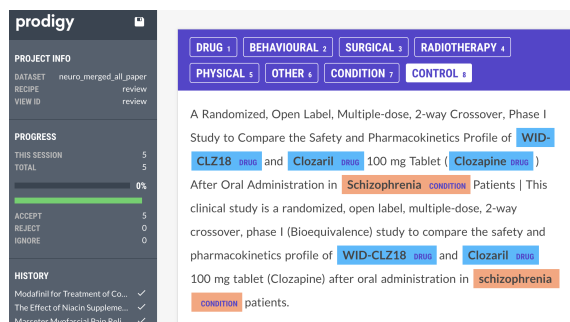 prodigy
PROJECT INFO
DATASET neuro_merged_all_paper
RECIPE review
VIEW ID review
PROGRESS
THIS SESSION 5
TOTAL 5
0%
ACCEPT 5
REJECT 0
IGNORE 0
HISTORY
Modafinil for Treatment of Co...
The Effect of Niacin Suppleme...
Masseter Myofascial Pain Reli...
DRUG 1 BEHAVIOURAL 2 SURGICAL 3 RADIOTHERAPY 4
PHYSICAL 5 OTHER 6 CONDITION 7 CONTROL 8
A Randomized, Open Label, Multiple-dose, 2-way Crossover, Phase I
Study to Compare the Safety and Pharmacokinetics Profile of WID-
CLZ18 DRUG and Clozaril DRUG 100 mg Tablet ( Clozapine DRUG )
After Oral Administration in Schizophrenia CONDITION Patients | This
clinical study is a randomized, open label, multiple-dose, 2-way
crossover, phase I (Bioequivalence) study to compare the safety and
pharmacokinetics profile of WID-CLZ18 DRUG and Clozaril DRUG
100 mg tablet (Clozapine) after oral administration in schizophrenia
CONDITION patients.